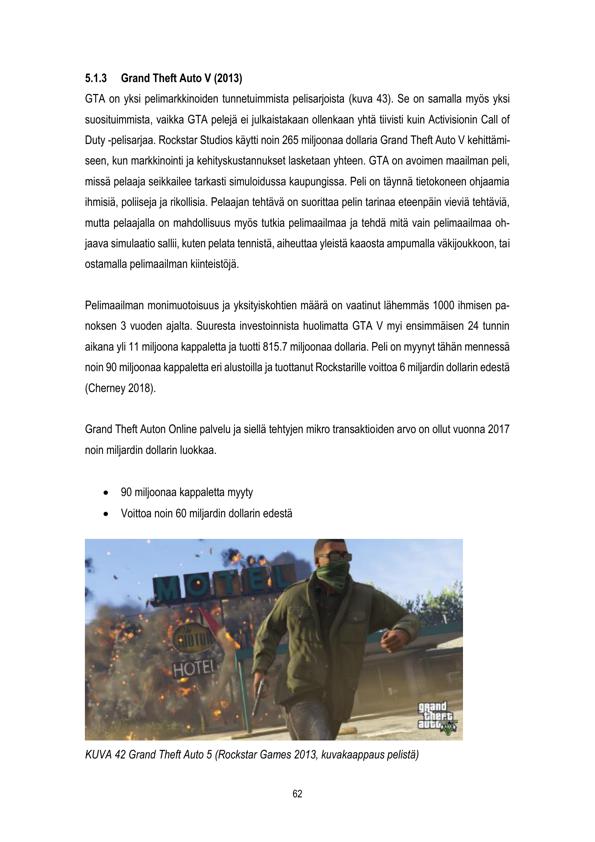 5.1.3 Grand Theft Auto V (2013)
GTA on yksi pelimarkkinoiden tunnetuimmista pelisarjoista (kuva 43). Se on samalla myös yksi
suosituimmista, vaikka GTA pelejä ei julkaistakaan ollenkaan yhtä tiivisti kuin Activisionin Call of
Duty -pelisarjaa. Rockstar Studios käytti noin 265 miljoonaa dollaria Grand Theft Auto V kehittämi-
seen, kun markkinointi ja kehityskustannukset lasketaan yhteen. GTA on avoimen maailman peli,
missä pelaaja seikkailee tarkasti simuloidussa kaupungissa. Peli on täynnä tietokoneen ohjaamia
ihmisiä, poliiseja ja rikollisia. Pelaajan tehtävä on suorittaa pelin tarinaa eteenpäin vieviä tehtäviä,
mutta pelaajalla on mahdollisuus myös tutkia pelimaailmaa ja tehdä mitä vain pelimaailmaa oh-
jaava simulaatio sallii, kuten pelata tennistä, aiheuttaa yleistä kaaosta ampumalla väkijoukkoon, tai
ostamalla pelimaailman kiinteistöjä.
Pelimaailman monimuotoisuus ja yksityiskohtien määrä on vaatinut lähemmäs 1000 ihmisen pa-
noksen 3 vuoden ajalta. Suuresta investoinnista huolimatta GTA V myi ensimmäisen 24 tunnin
aikana yli 11 miljoona kappaletta ja tuotti 815.7 miljoonaa dollaria. Peli on myynyt tähän mennessä
noin 90 miljoonaa kappaletta eri alustoilla ja tuottanut Rockstarille voittoa 6 miljardin dollarin edestä
(Cherney 2018).
Grand Theft Auton Online palvelu ja siellä tehtyjen mikro transaktioiden arvo on ollut vuonna 2017
noin miljardin dollarin luokkaa.
• 90 miljoonaa kappaletta myyty
• Voittoa noin 60 miljardin dollarin edestä
MOTEL
HOTEL
grand
theft
auto
KUVA 42 Grand Theft Auto 5 (Rockstar Games 2013, kuvakaappaus pelistä)
62